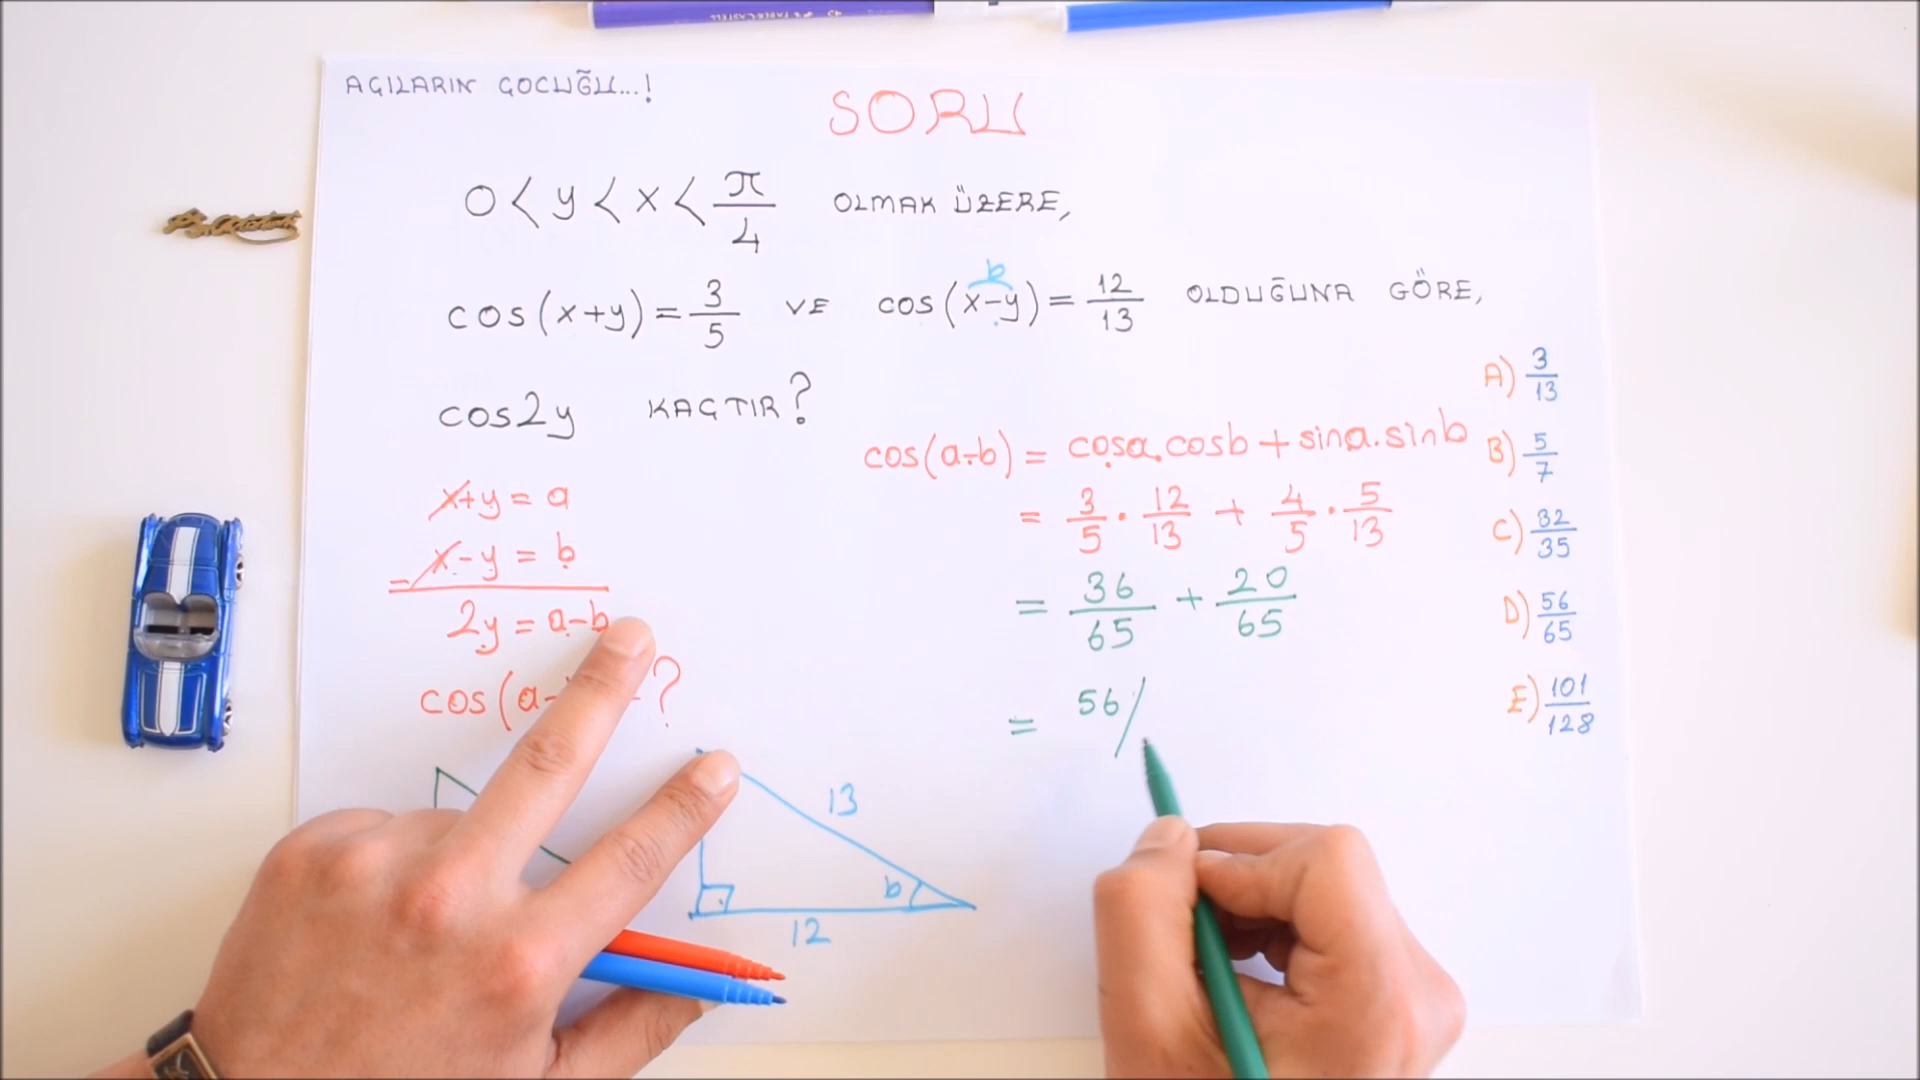 AÇILARIN ÇOCUĞU...!
SORU
0 < y < x < π/4 OLMAK ÜZERE,
b
cos(x+y) = 3/5 VE cos(x-y) = 12/13 OLDUĞUNA GÖRE,
cos2y KAÇTIR?
x+y = a
x-y = b
2y = a-b
cos(a-
?
cos(a-b) = cosa.cosb + sina.sinb
= 3/5 . 12/13 + 4/5 . 5/13
= 36/65 + 20/65
= 56/
A) 3/13
B) 5/7
C) 32/35
D) 56/65
E) 101/128
13
b
12